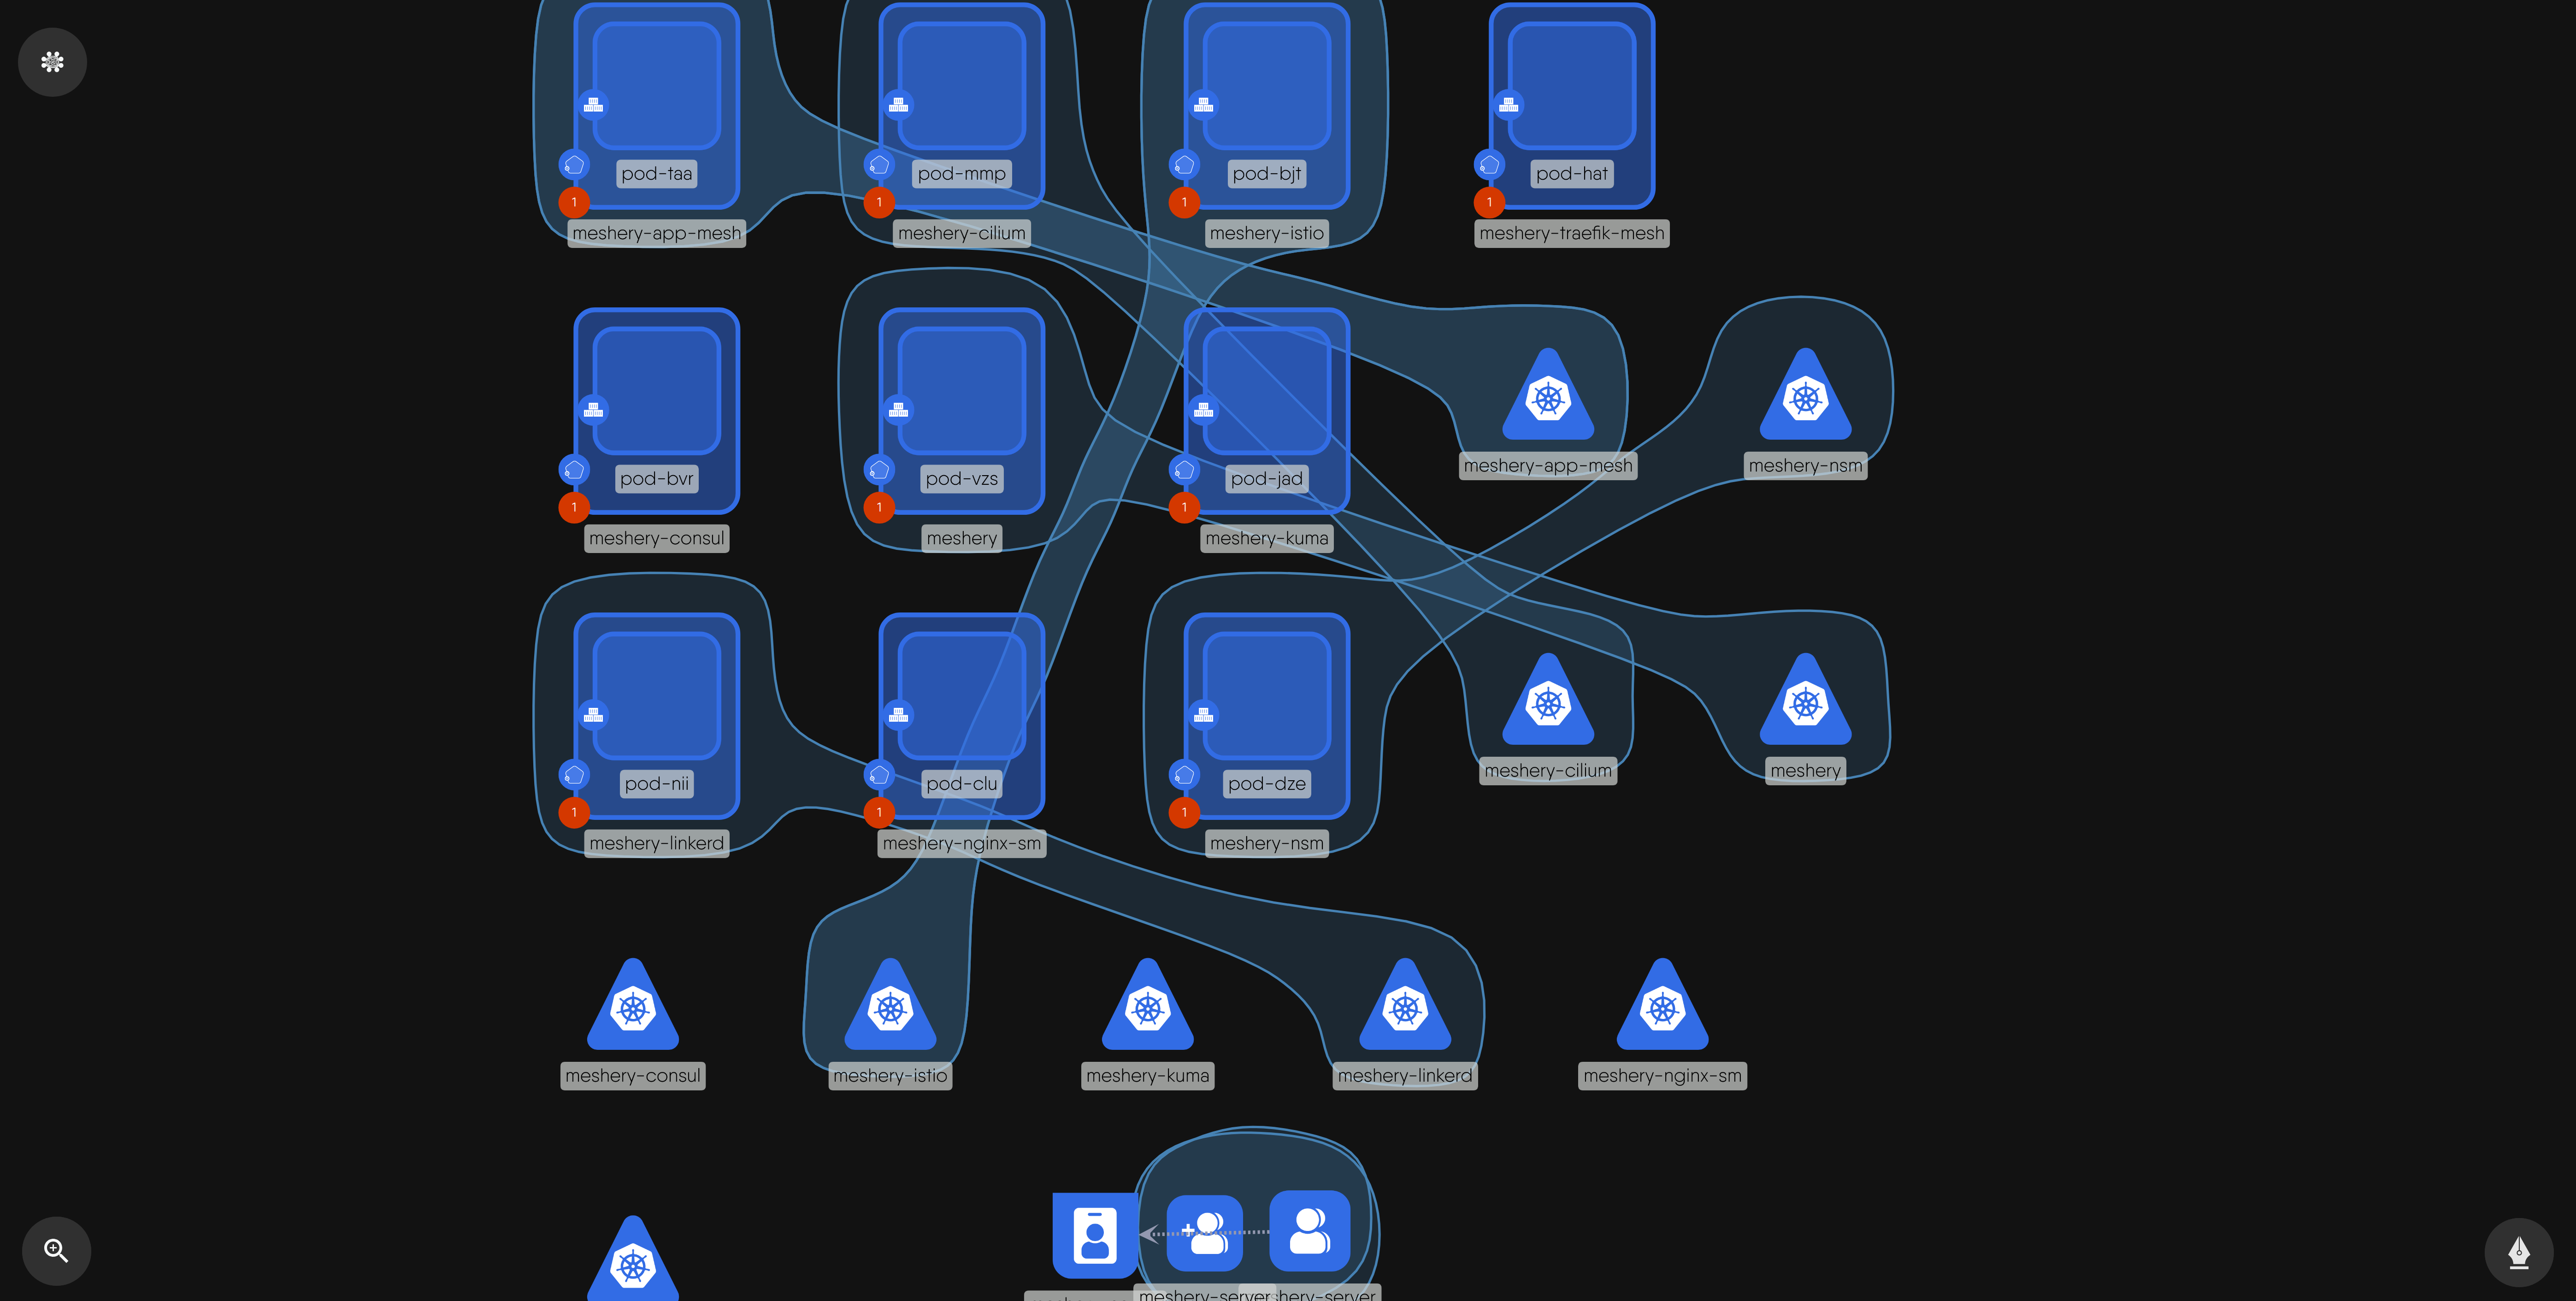 pod-taa
pod-mmp
pod-bjt
pod-hat
1
1
1
1
meshery-app-mesh
meshery-cilium
meshery-istio
meshery-traefik-mesh
pod-bvr
pod-vzs
pod-jad
meshery-app-mesh
meshery-nsm
1
1
1
meshery-consul
meshery
meshery-kuma
pod-nii
pod-clu
pod-dze
meshery-cilium
meshery
1
1
1
meshery-linkerd
meshery-nginx-sm
meshery-nsm
meshery-consul
meshery-istio
meshery-kuma
meshery-linkerd
meshery-nginx-sm
meshery-server
hery-server